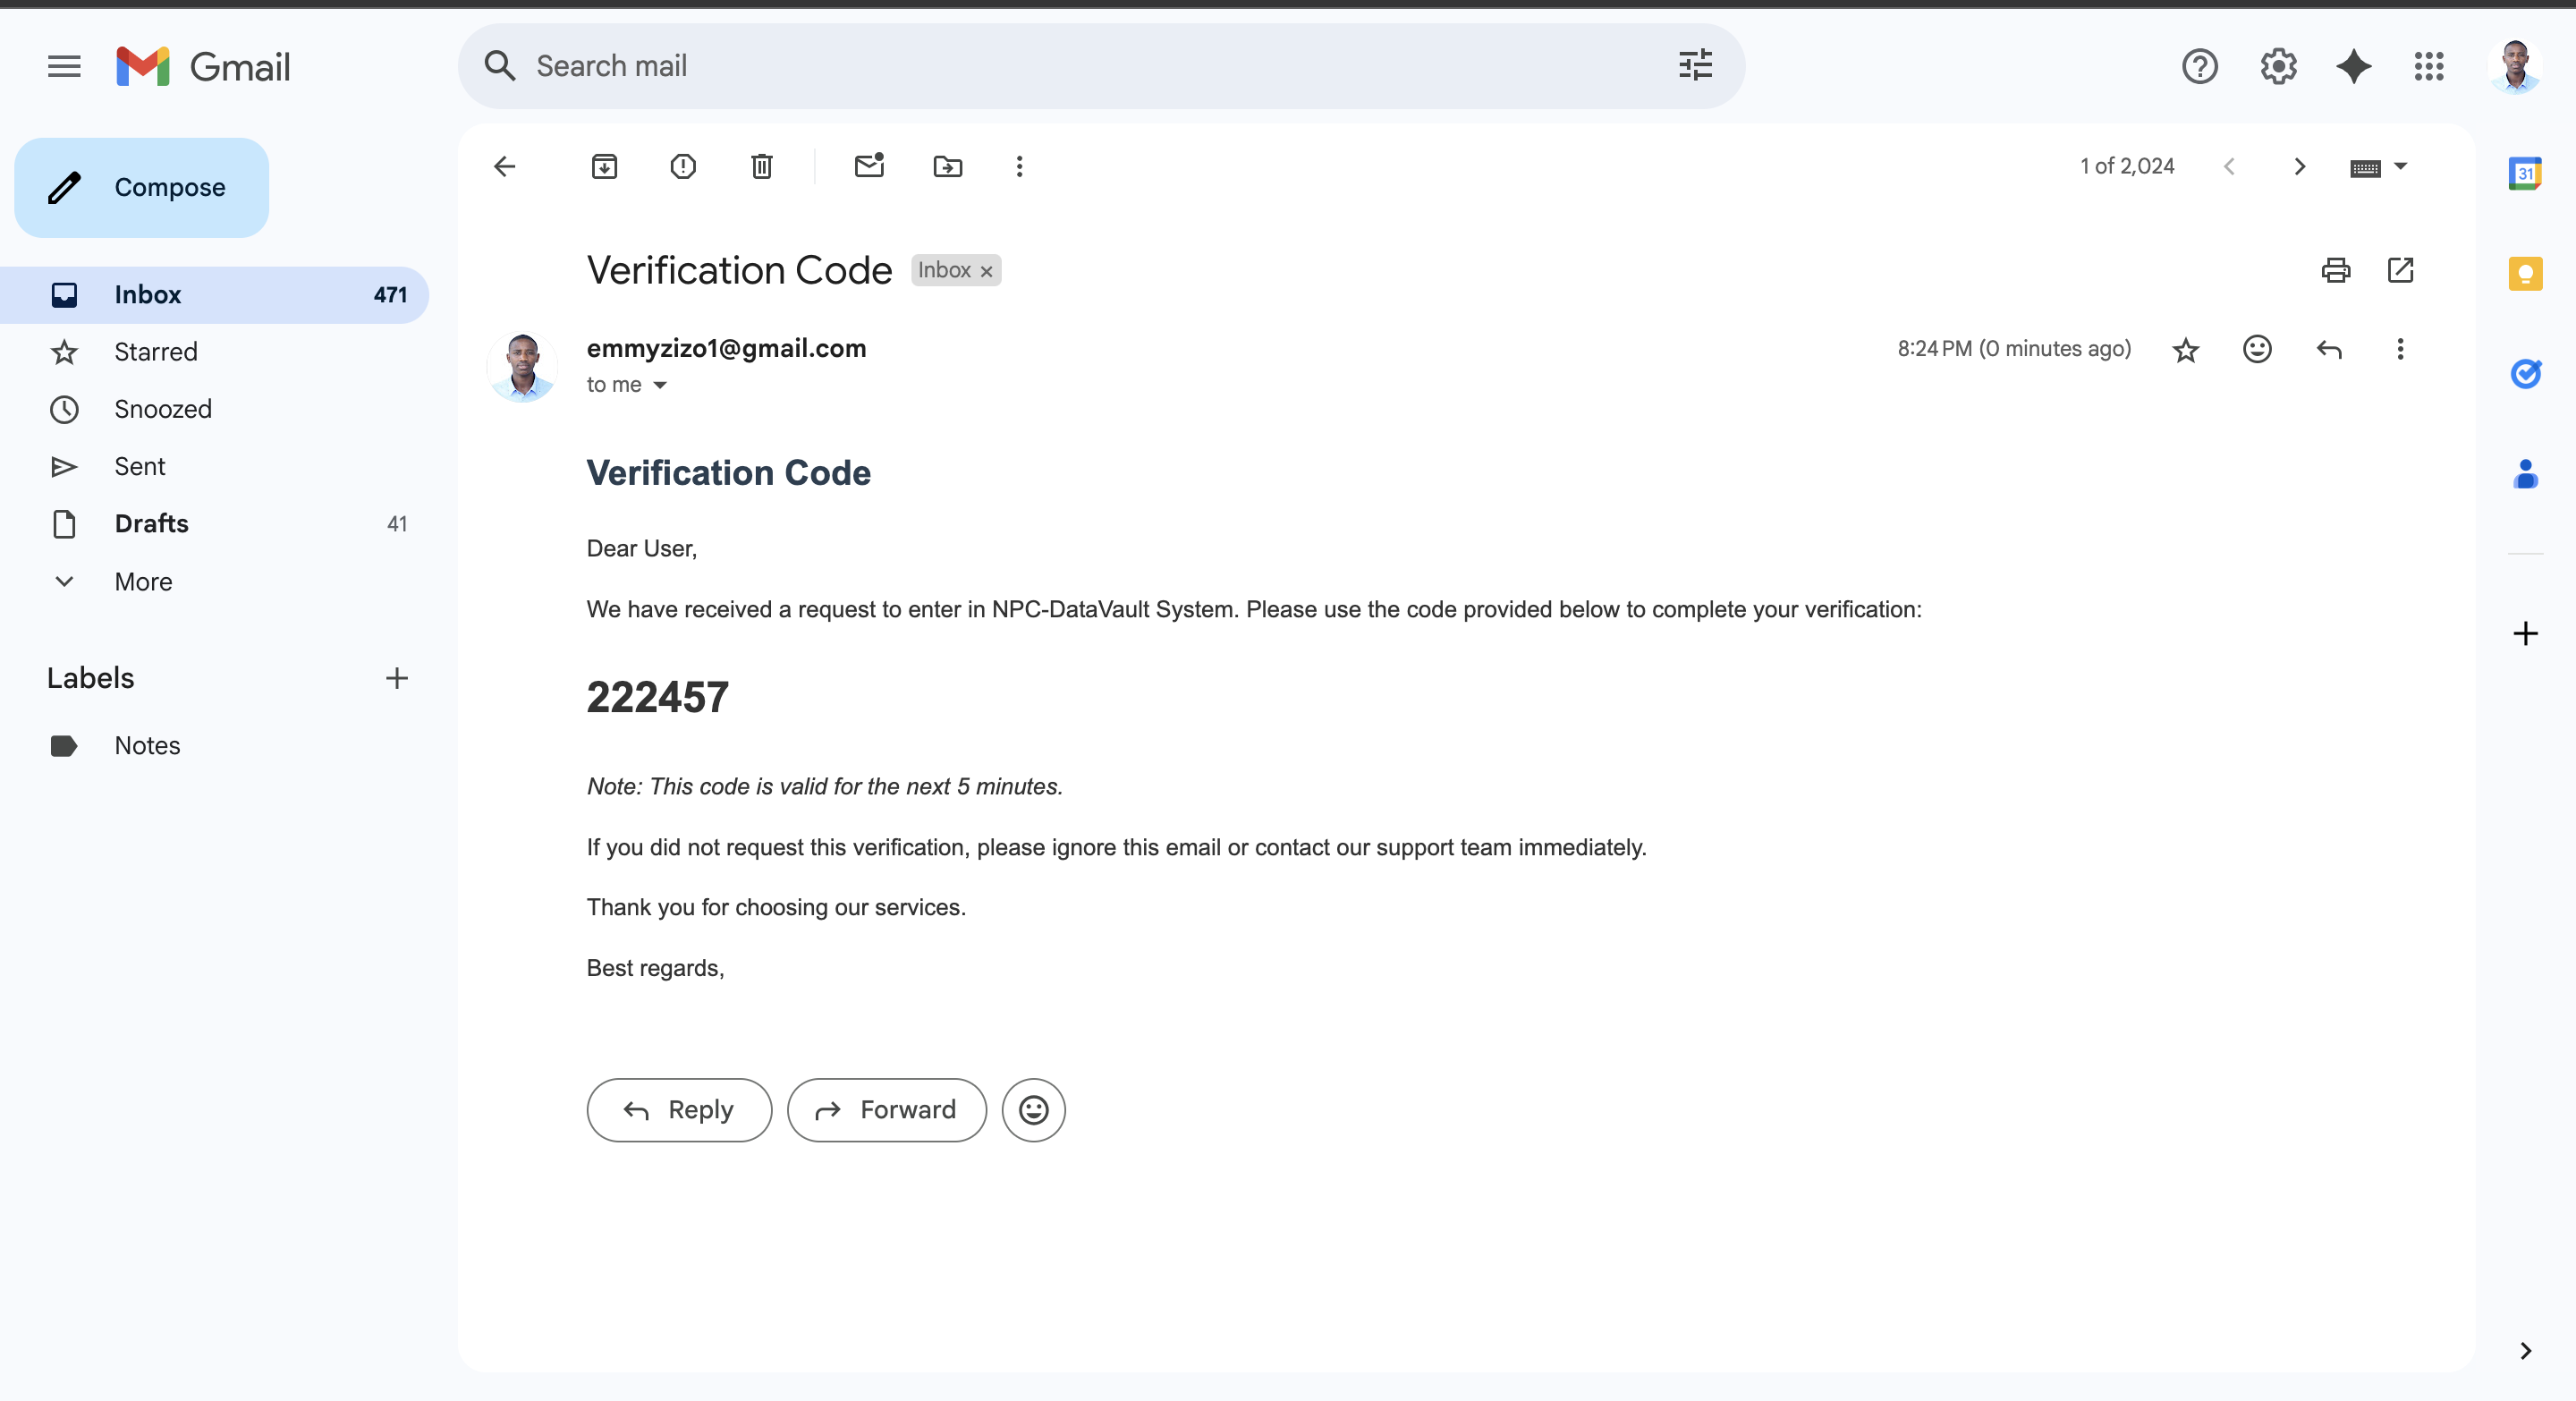 Gmail
Search mail
Compose
1 of 2,024
31
Inbox 471
Starred
Snoozed
Sent
Drafts 41
More
Labels
Notes
Verification Code Inbox ×
emmyzizo1@gmail.com
8:24 PM (0 minutes ago)
to me
Verification Code
Dear User,
We have received a request to enter in NPC-DataVault System. Please use the code provided below to complete your verification:
222457
Note: This code is valid for the next 5 minutes.
If you did not request this verification, please ignore this email or contact our support team immediately.
Thank you for choosing our services.
Best regards,
Reply
Forward